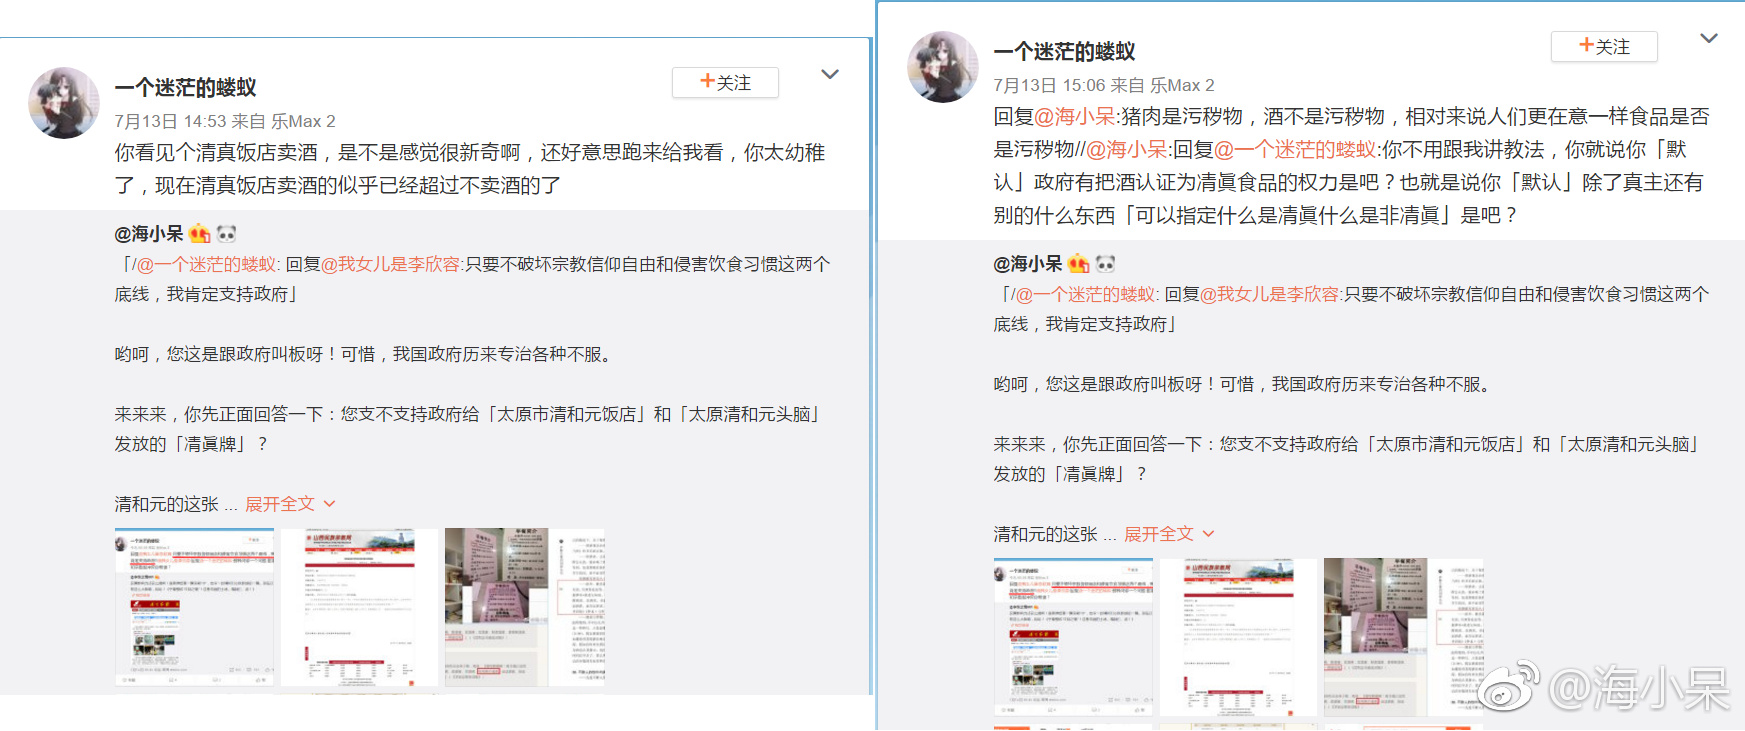 一个迷茫的蝼蚁
+关注
7月13日 14:53 来自 乐Max 2
你看见个清真饭店卖酒，是不是感觉很新奇啊，还好意思跑来给我看，你太幼稚
了，现在清真饭店卖酒的似乎已经超过不卖酒的了
@海小呆
「/@一个迷茫的蝼蚁: 回复@我女儿是李欣容:只要不破坏宗教信仰自由和侵害饮食习惯这两个
底线，我肯定支持政府」
哟呵，您这是跟政府叫板呀！可惜，我国政府历来专治各种不服。
来来来，你先正面回答一下：您支不支持政府给「太原市清和元饭店」和「太原清和元头脑」
发放的「凊眞牌」？
清和元的这张 ... 展开全文
山西民族宗教网
一个迷茫的蝼蚁
+关注
7月13日 15:06 来自 乐Max 2
回复@海小呆:猪肉是污秽物，酒不是污秽物，相对来说人们更在意一样食品是否
是污秽物//@海小呆:回复@一个迷茫的蝼蚁:你不用跟我讲教法，你就说你「默
认」政府有把酒认证为凊眞食品的权力是吧？也就是说你「默认」除了真主还有
别的什么东西「可以指定什么是凊眞什么是非凊眞」是吧？
@海小呆
「/@一个迷茫的蝼蚁: 回复@我女儿是李欣容:只要不破坏宗教信仰自由和侵害饮食习惯这两个
底线，我肯定支持政府」
哟呵，您这是跟政府叫板呀！可惜，我国政府历来专治各种不服。
来来来，你先正面回答一下：您支不支持政府给「太原市清和元饭店」和「太原清和元头脑」
发放的「凊眞牌」？
清和元的这张 ... 展开全文
山西民族宗教网
@海小呆